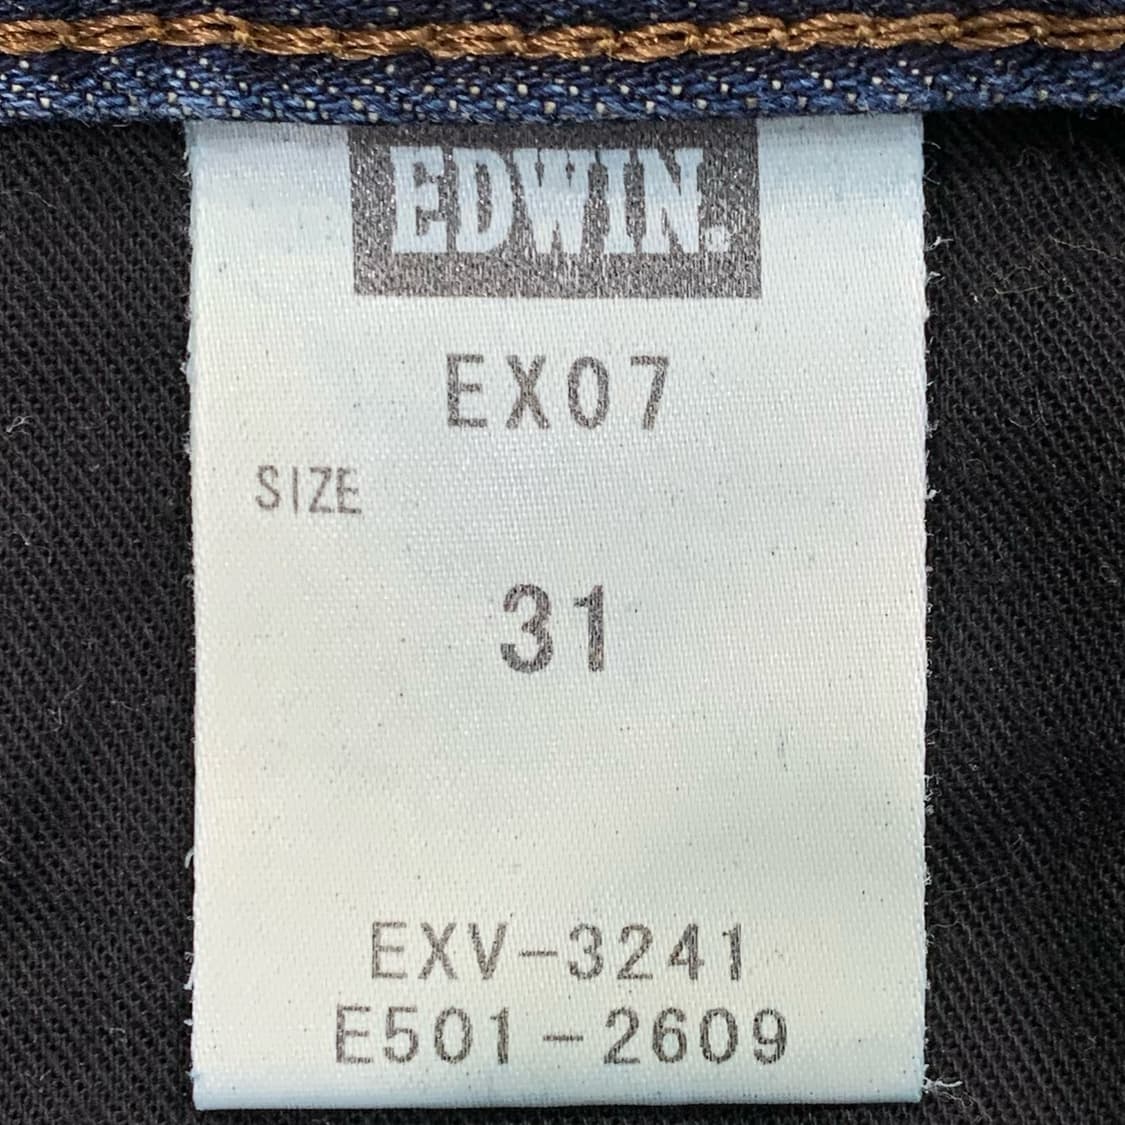 EDWIN.
EX07
SIZE
31
EXV-3241
E501-2609